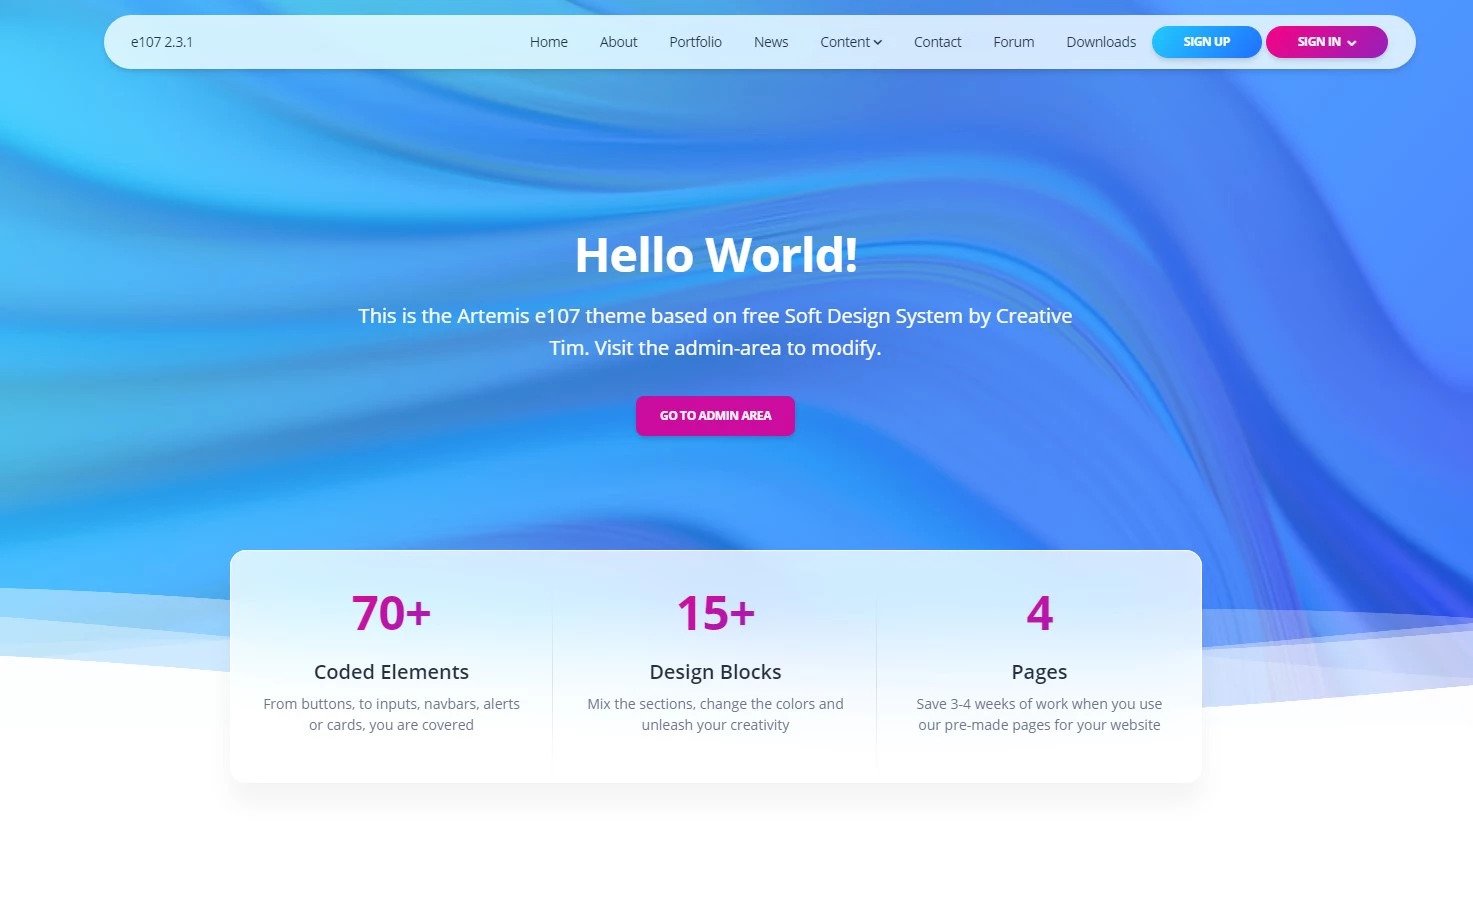 e107 2.3.1
Home
About
Portfolio
News
Content
Contact
Forum
Downloads
SIGN UP
SIGN IN
Hello World!
This is the Artemis e107 theme based on free Soft Design System by Creative
Tim. Visit the admin-area to modify.
GO TO ADMIN AREA
70+
Coded Elements
From buttons, to inputs, navbars, alerts
or cards, you are covered
15+
Design Blocks
Mix the sections, change the colors and
unleash your creativity
4
Pages
Save 3-4 weeks of work when you use
our pre-made pages for your website